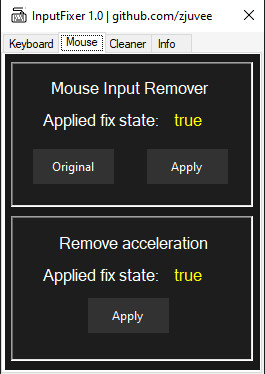 InputFixer 1.0 | github.com/zjuvee
Keyboard Mouse Cleaner Info
Mouse Input Remover
Applied fix state: true
Original Apply
Remove acceleration
Applied fix state: true
Apply